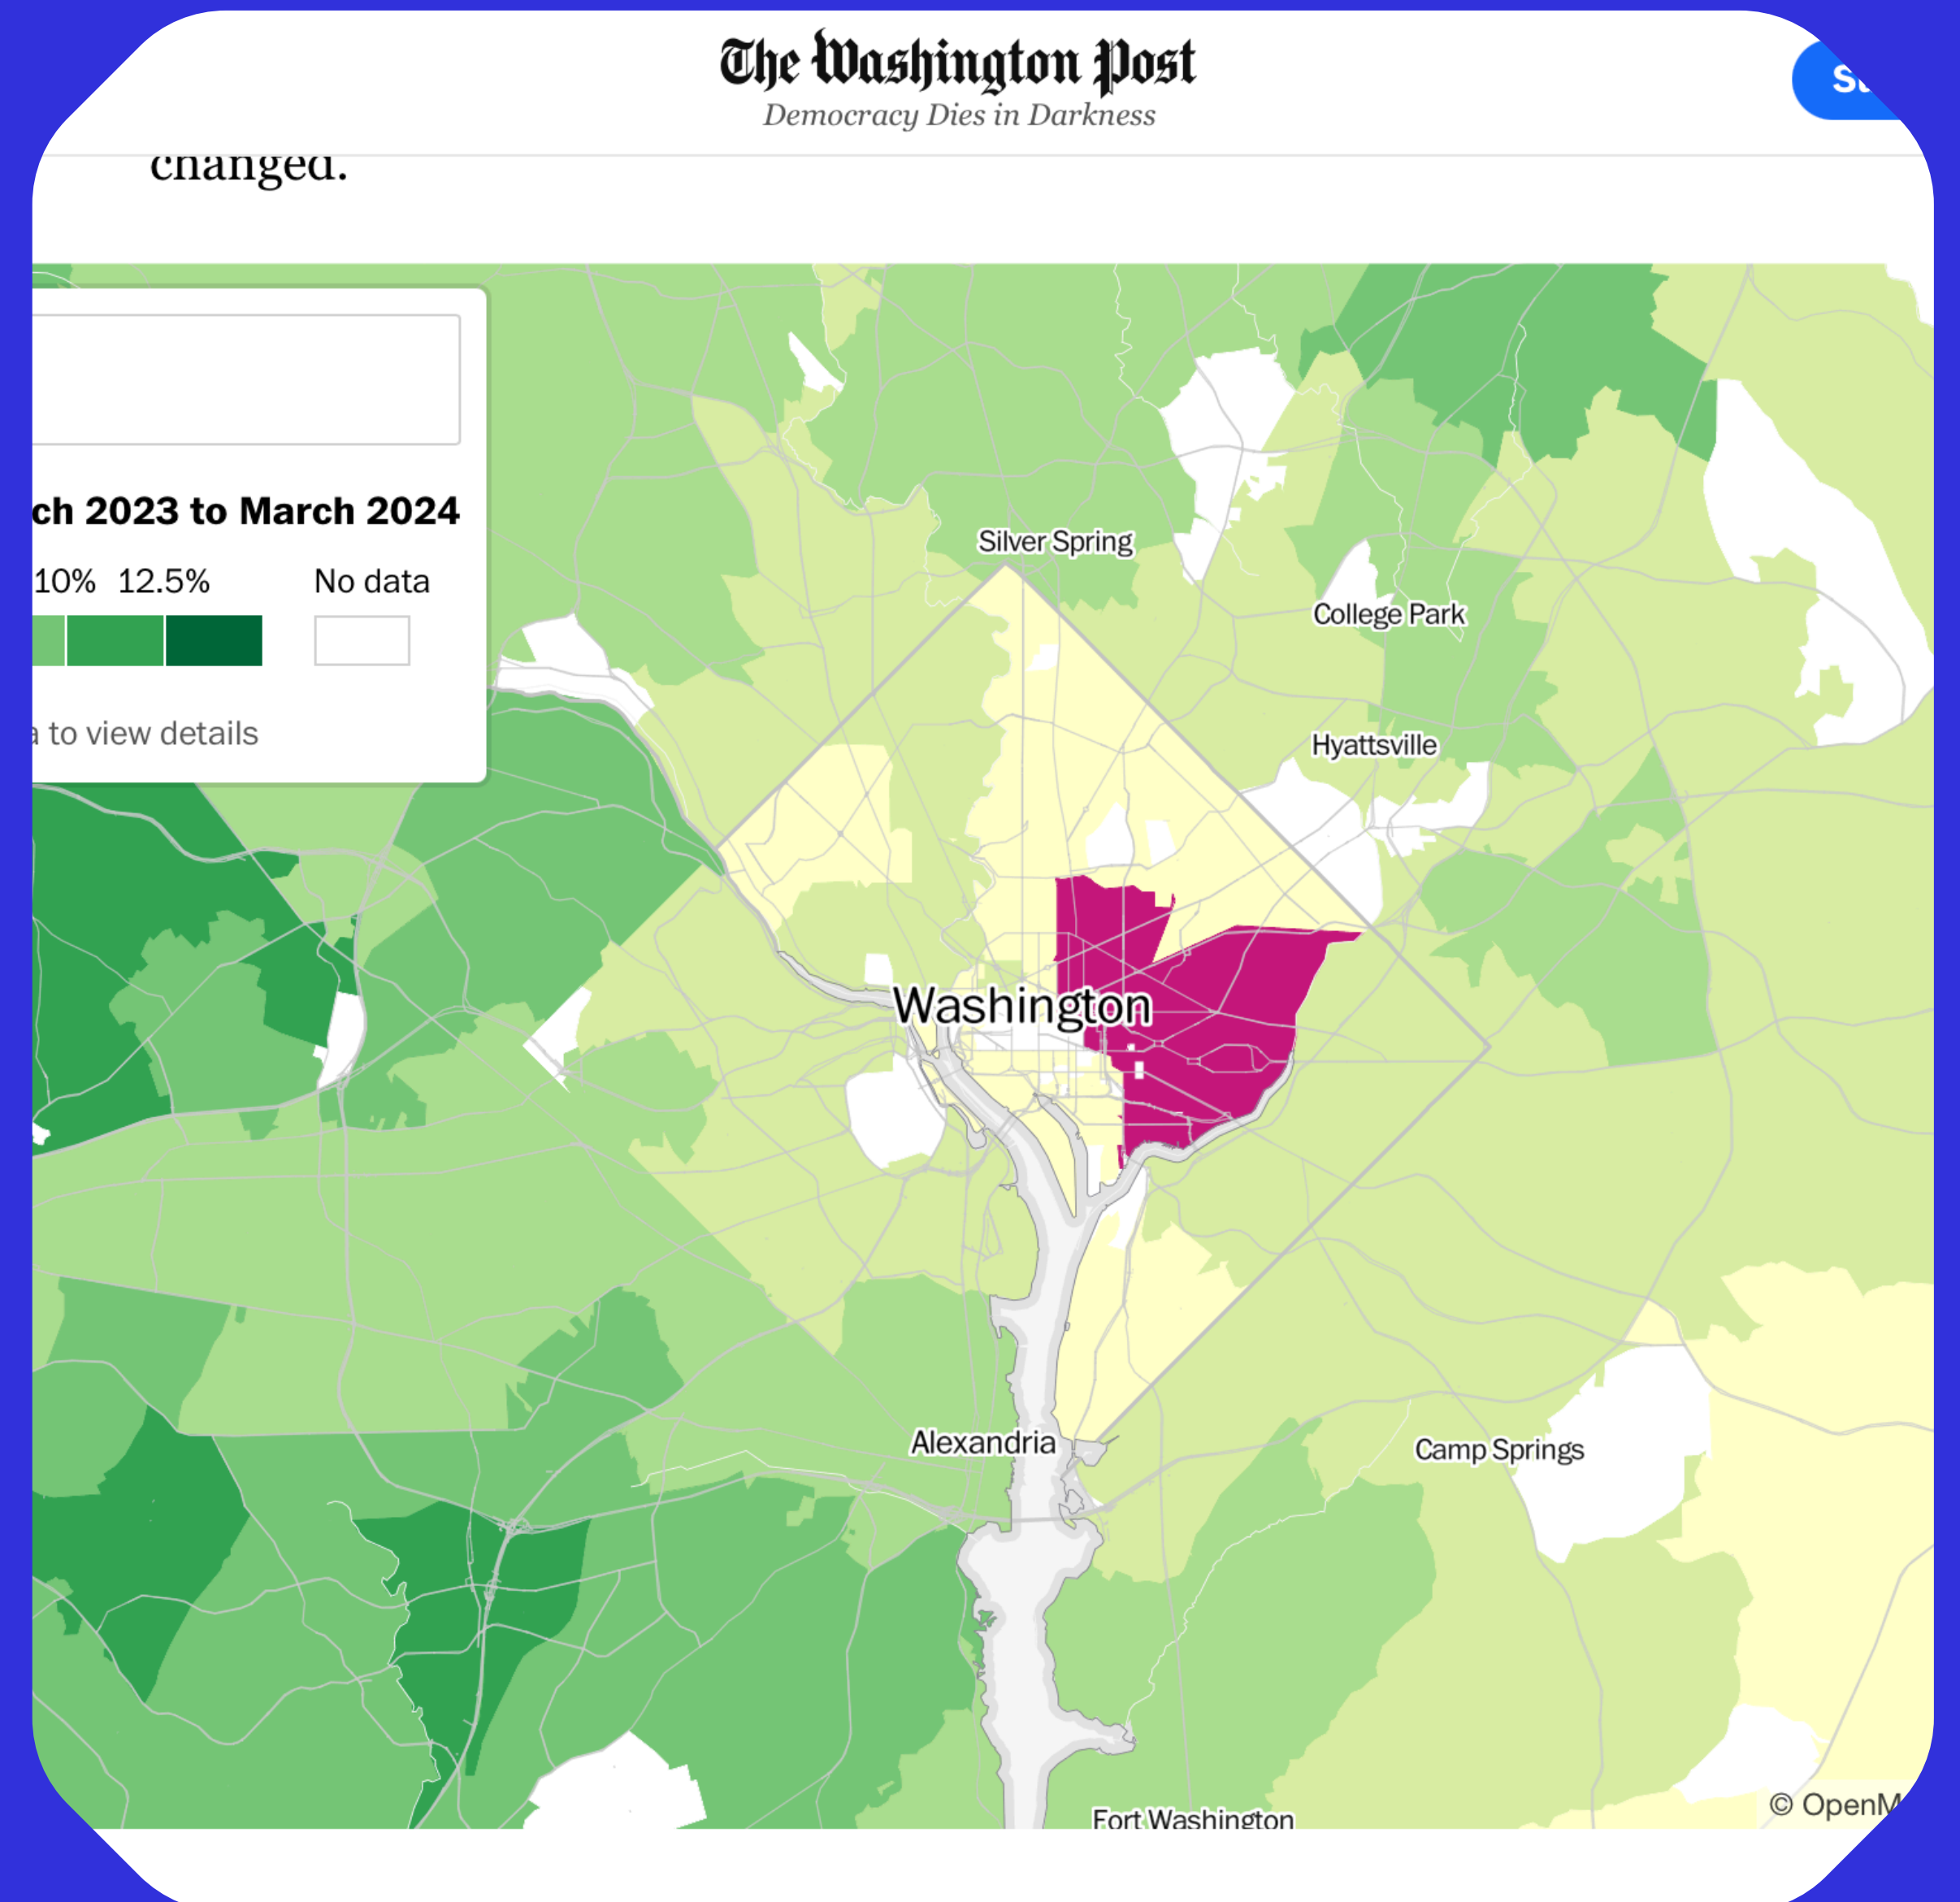 The Washington Post
Democracy Dies in Darkness
changed.
ch 2023 to March 2024
10% 12.5% No data
to view details
Silver Spring
College Park
Hyattsville
Washington
Alexandria
Camp Springs
© OpenM
Fort Washington